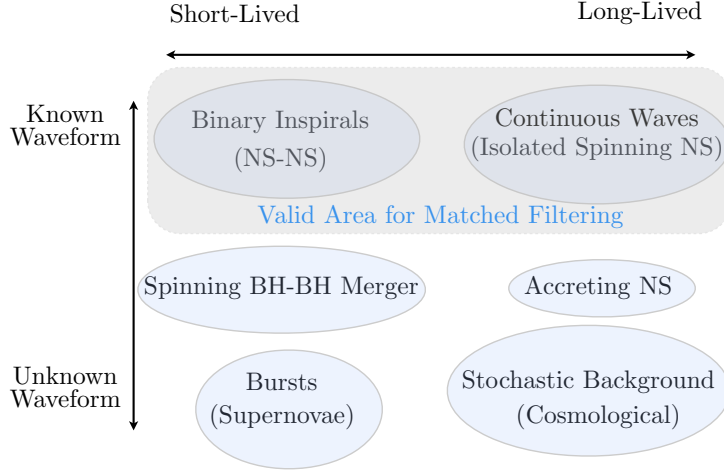 Short-Lived
Long-Lived
Known
Waveform
Binary Inspirals
(NS-NS)
Continuous Waves
(Isolated Spinning NS)
Valid Area for Matched Filtering
Spinning BH-BH Merger
Accreting NS
Unknown
Waveform
Bursts
(Supernovae)
Stochastic Background
(Cosmological)